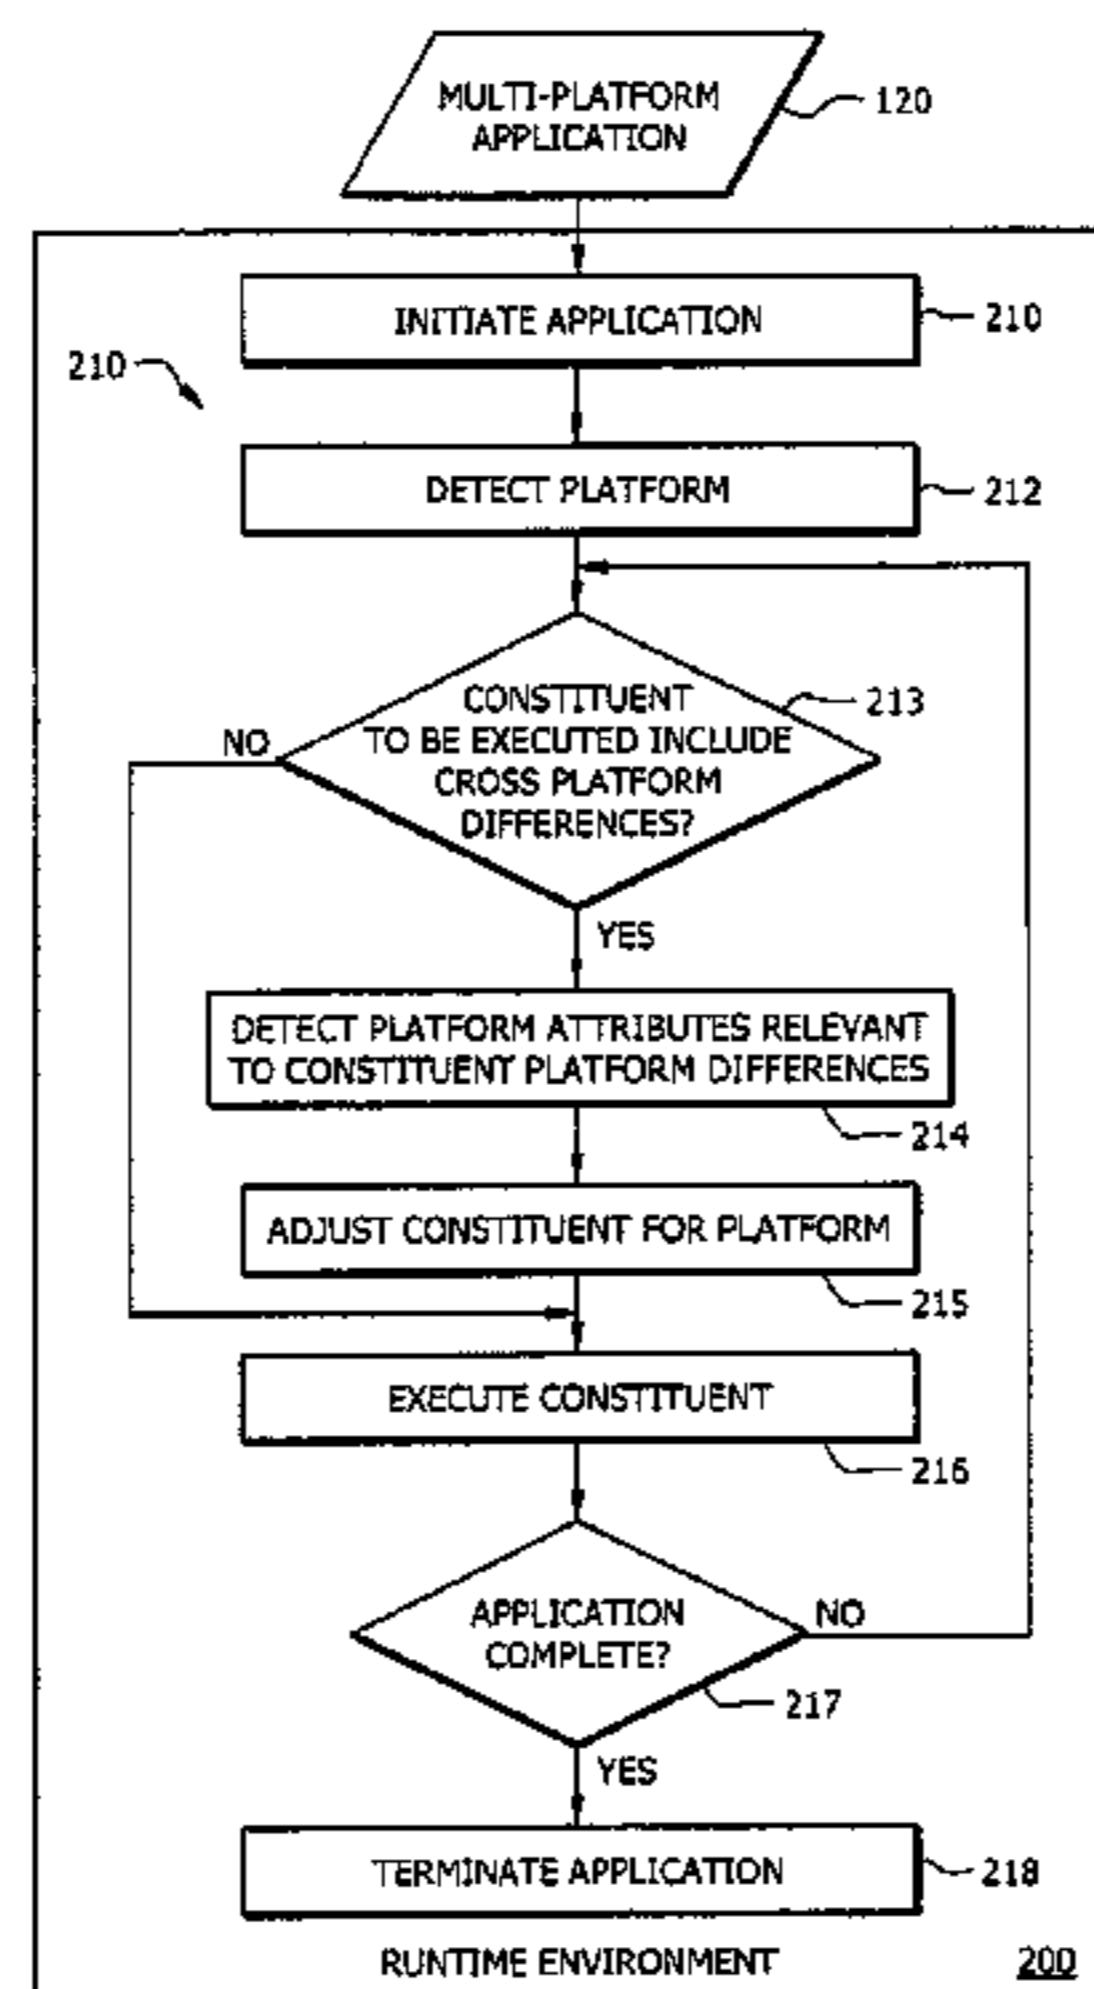 MULTI-PLATFORM
APPLICATION
120
INITIATE APPLICATION
210
210
DETECT PLATFORM
212
CONSTITUENT
TO BE EXECUTED INCLUDE
CROSS PLATFORM
DIFFERENCES?
213
NO
YES
DETECT PLATFORM ATTRIBUTES RELEVANT
TO CONSTITUENT PLATFORM DIFFERENCES
214
ADJUST CONSTITUENT FOR PLATFORM
215
EXECUTE CONSTITUENT
216
APPLICATION
COMPLETE?
NO
217
YES
TERMINATE APPLICATION
218
RUNTIME ENVIRONMENT
200